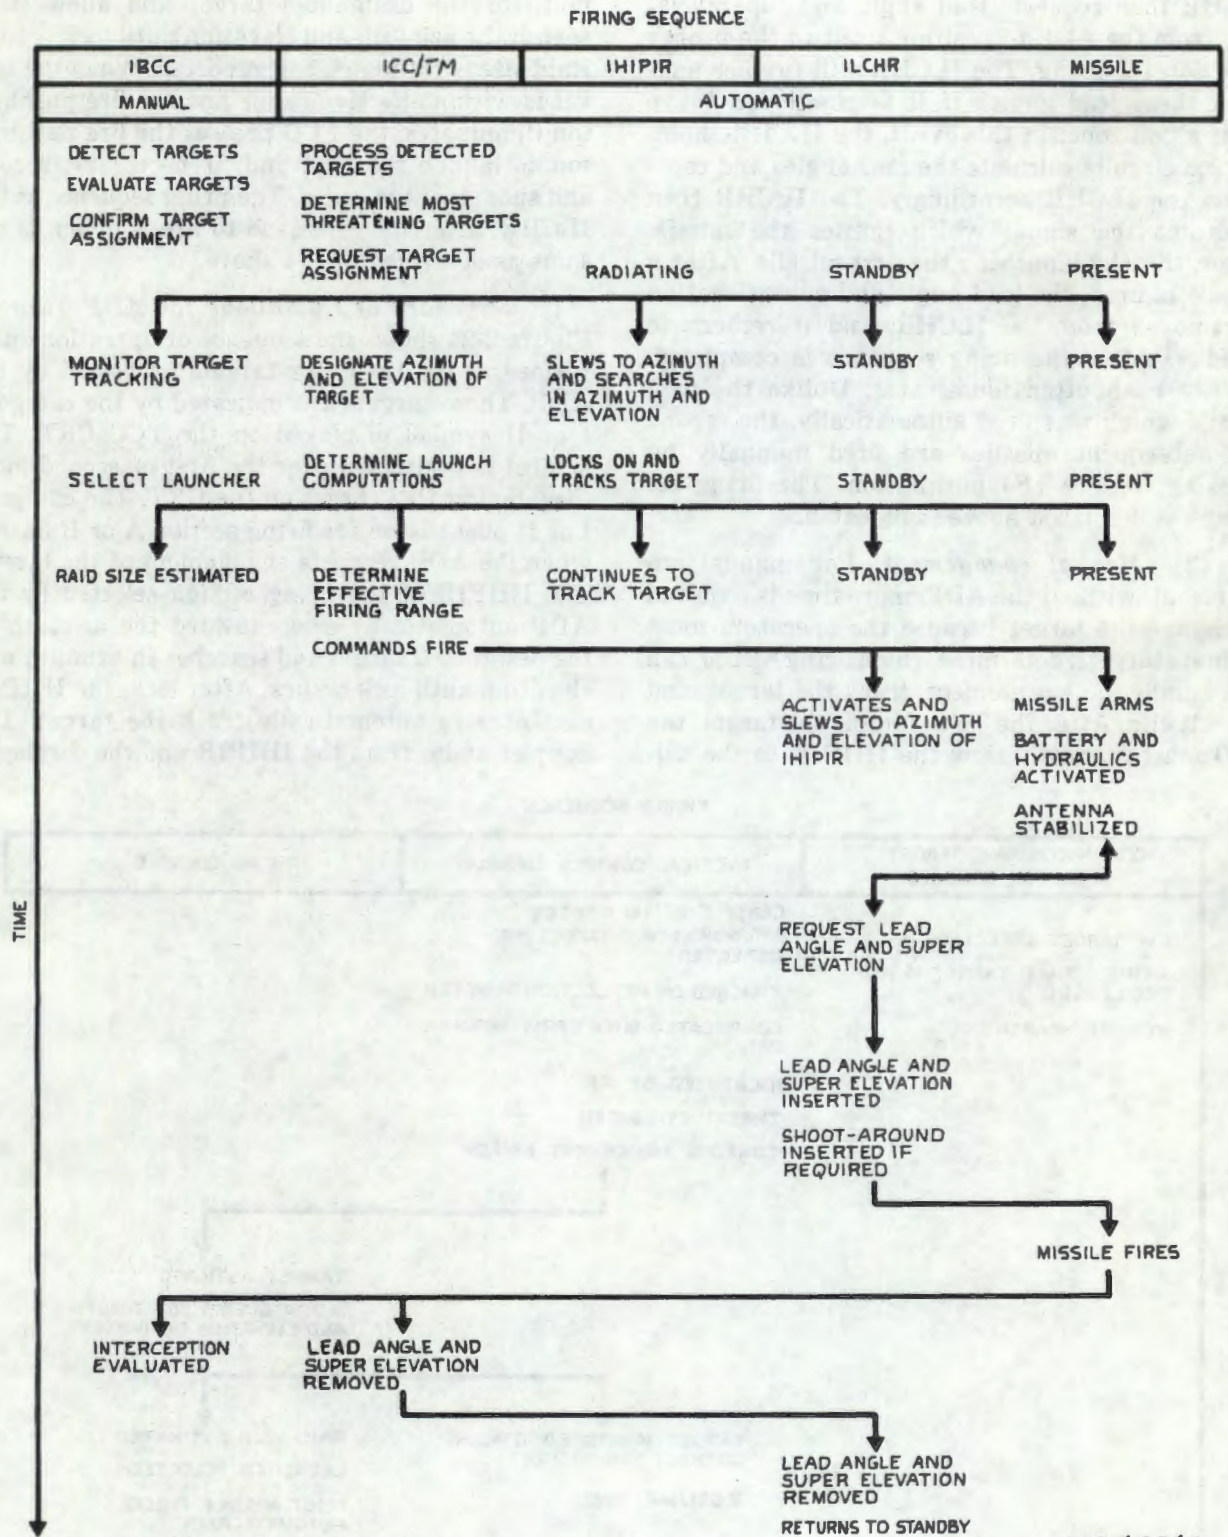 FIRING SEQUENCE
IBCC
ICC/TM
IHIPIR
ILCHR
MISSILE
MANUAL
AUTOMATIC
DETECT TARGETS
EVALUATE TARGETS
CONFIRM TARGET
ASSIGNMENT
PROCESS DETECTED
TARGETS
DETERMINE MOST
THREATENING TARGETS
REQUEST TARGET
ASSIGNMENT
RADIATING
STANDBY
PRESENT
MONITOR TARGET
TRACKING
DESIGNATE AZIMUTH
AND ELEVATION OF
TARGET
SLEWS TO AZIMUTH
AND SEARCHES
IN AZIMUTH AND
ELEVATION
STANDBY
PRESENT
SELECT LAUNCHER
DETERMINE LAUNCH
COMPUTATIONS
LOCKS ON AND
TRACKS TARGET
STANDBY
PRESENT
RAID SIZE ESTIMATED
DETERMINE
EFFECTIVE
FIRING RANGE
CONTINUES TO
TRACK TARGET
STANDBY
PRESENT
COMMANDS FIRE
ACTIVATES AND
SLEWS TO AZIMUTH
AND ELEVATION OF
IHIPIR
MISSILE ARMS
BATTERY AND
HYDRAULICS
ACTIVATED
ANTENNA
STABILIZED
TIME
REQUEST LEAD
ANGLE AND SUPER
ELEVATION
LEAD ANGLE AND
SUPER ELEVATION
INSERTED
SHOOT-AROUND
INSERTED IF
REQUIRED
MISSILE FIRES
INTERCEPTION
EVALUATED
LEAD ANGLE AND
SUPER ELEVATION
REMOVED
LEAD ANGLE AND
SUPER ELEVATION
REMOVED
RETURNS TO STANDBY